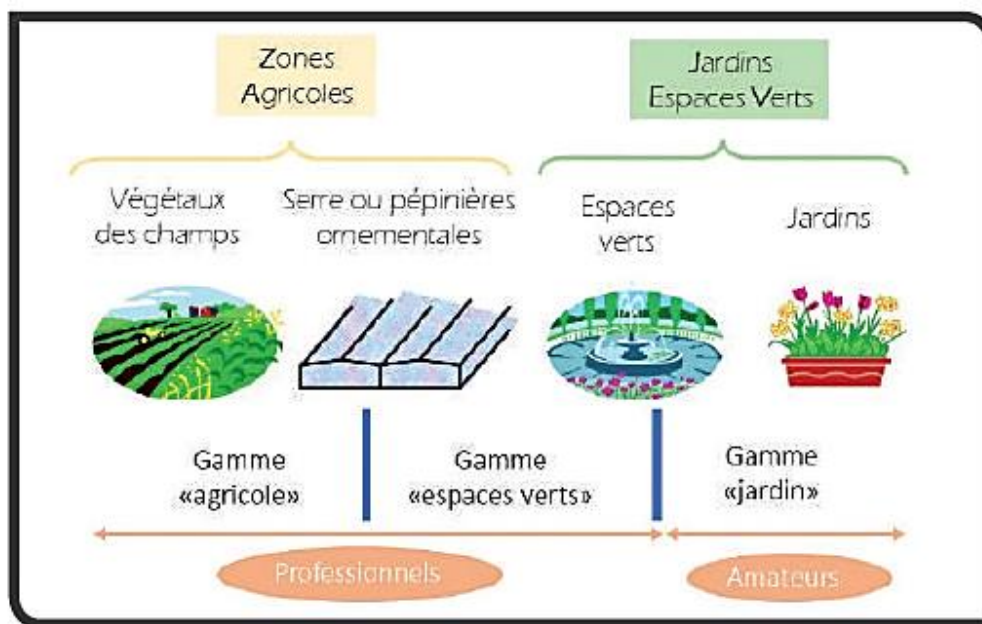 Zones
Agricoles
Jardins
Espaces Verts
Végétaux
des champs
Serre ou pépinières
ornementales
Espaces
verts
Jardins
Gamme
«agricole»
Gamme
«espaces verts»
Gamme
«jardin»
Professionnels
Amateurs